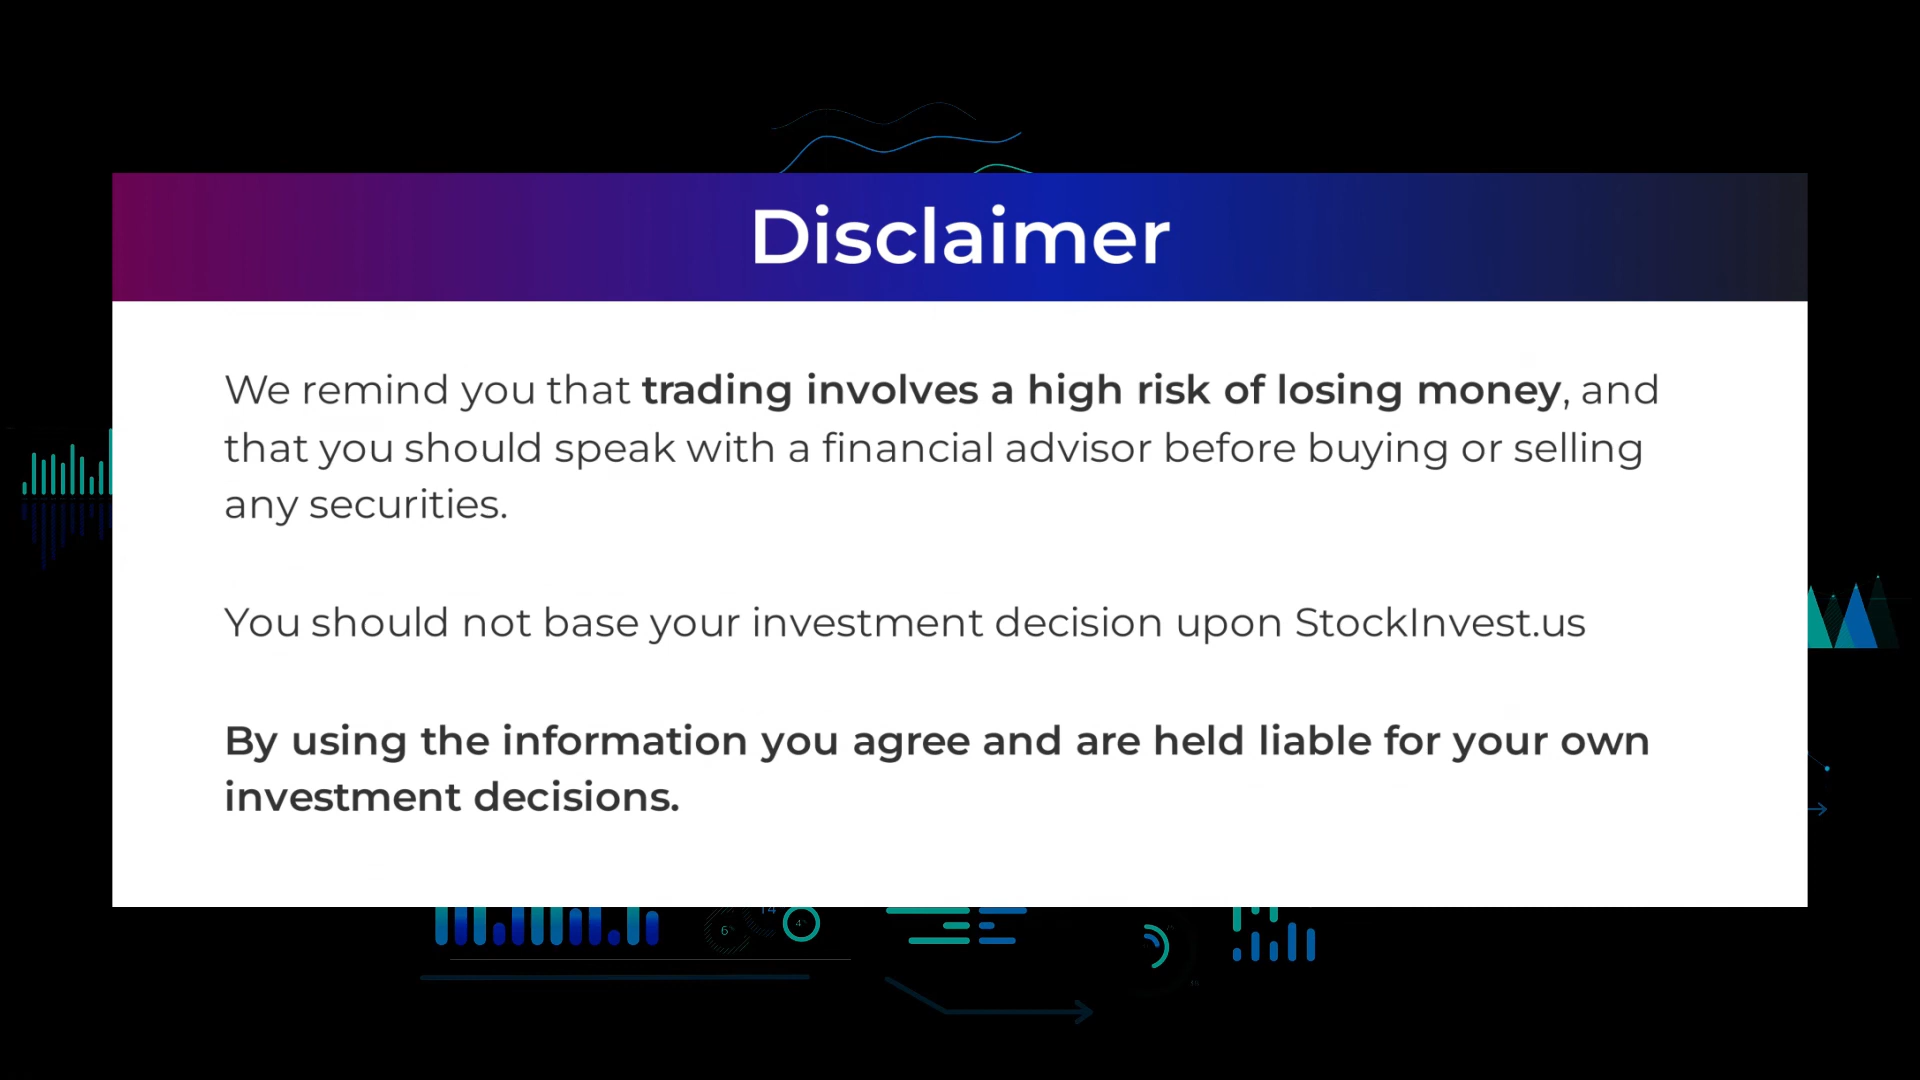 Disclaimer
We remind you that trading involves a high risk of losing money, and
that you should speak with a financial advisor before buying or selling
any securities.
You should not base your investment decision upon StockInvest.us
By using the information you agree and are held liable for your own
investment decisions.